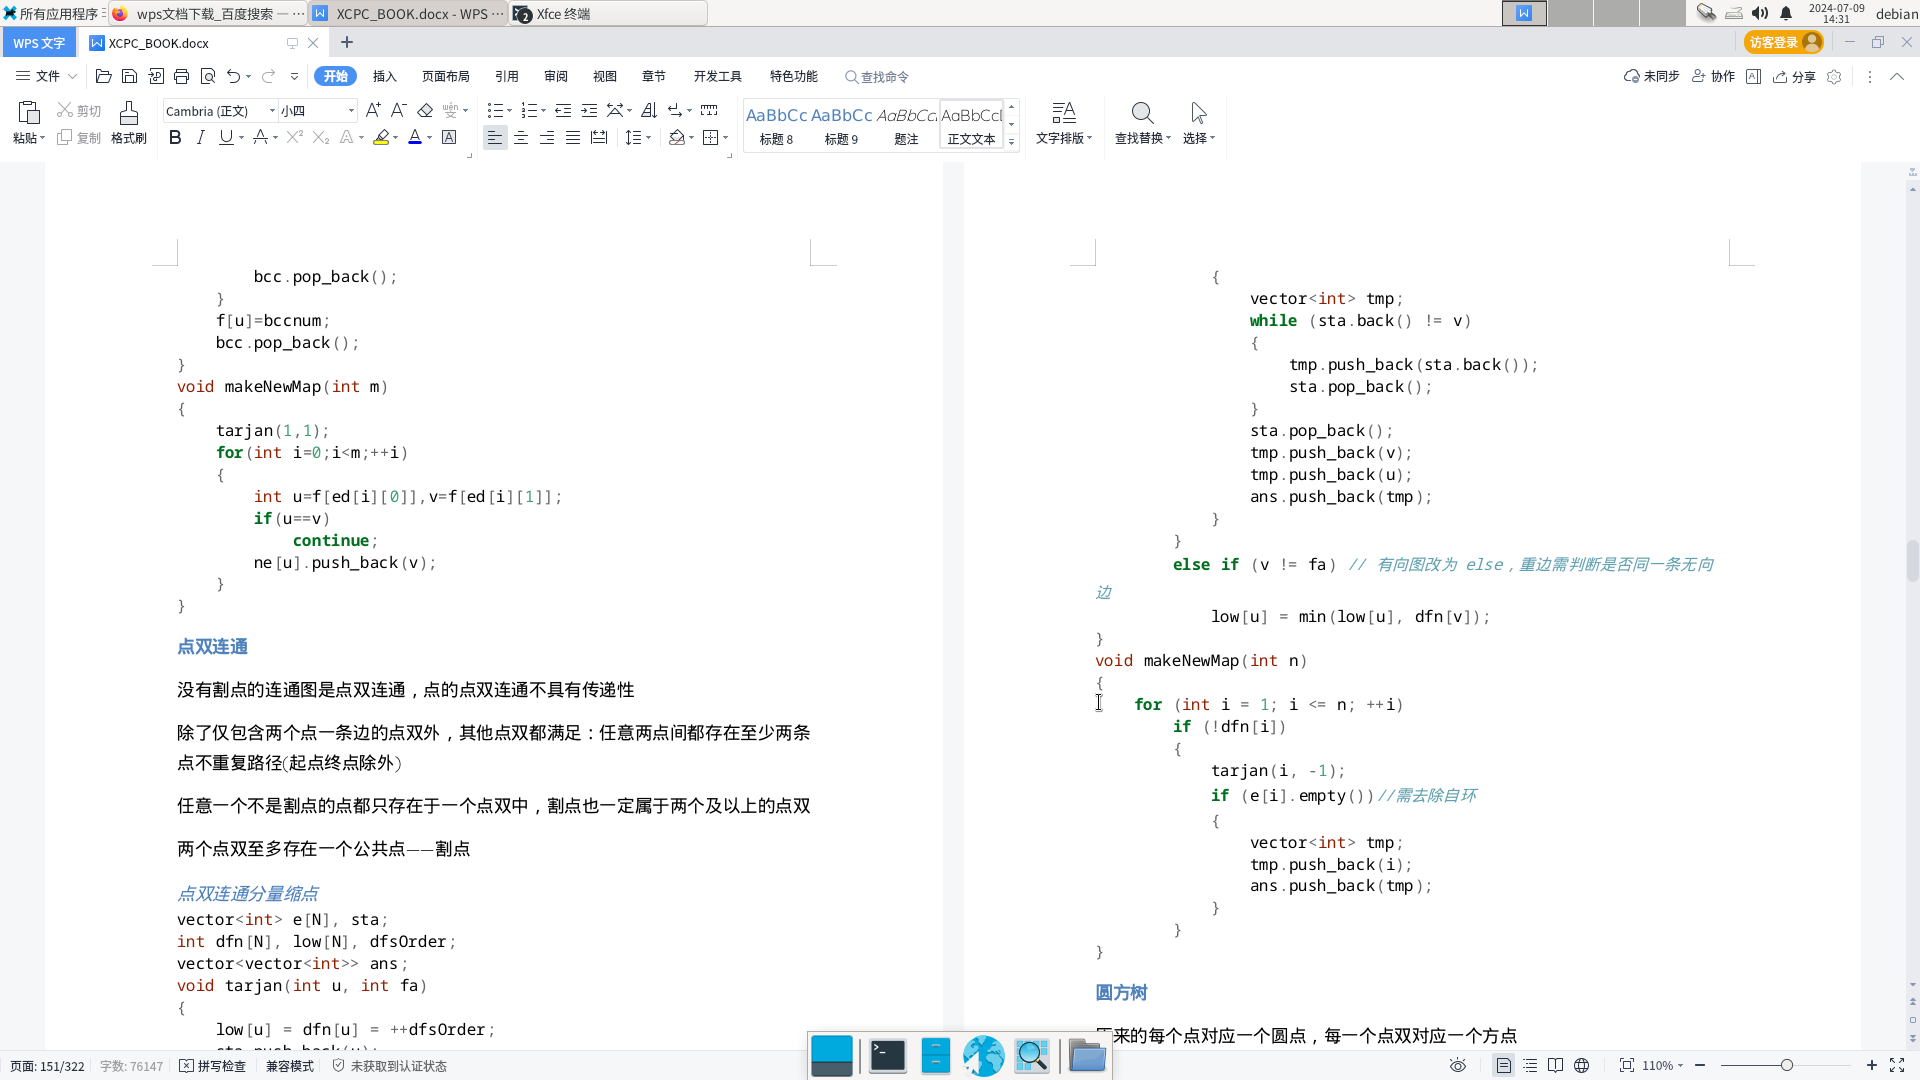 所有应用程序
wps文档下载_百度搜索 — ···
XCPC_BOOK.docx - WPS ···
Xfce 终端
2024-07-09
14:31
debian
WPS 文字
XCPC_BOOK.docx
访客登录
文件
开始
插入
页面布局
引用
审阅
视图
章节
开发工具
特色功能
查找命令
未同步
协作
分享
粘贴
剪切
复制
格式刷
Cambria (正文)
小四
AaBbCc
标题 8
AaBbCc
标题 9
AaBbCc
题注
AaBbCcI
正文文本
文字排版
查找替换
选择
bcc.pop_back();
}
f[u]=bccnum;
bcc.pop_back();
}
void makeNewMap(int m)
{
tarjan(1,1);
for(int i=0;i<m;++i)
{
int u=f[ed[i][0]],v=f[ed[i][1]];
if(u==v)
continue;
ne[u].push_back(v);
}
}
点双连通
没有割点的连通图是点双连通，点的点双连通不具有传递性
除了仅包含两个点一条边的点双外，其他点双都满足：任意两点间都存在至少两条
点不重复路径(起点终点除外)
任意一个不是割点的点都只存在于一个点双中，割点也一定属于两个及以上的点双
两个点双至多存在一个公共点——割点
点双连通分量缩点
vector<int> e[N], sta;
int dfn[N], low[N], dfsOrder;
vector<vector<int>> ans;
void tarjan(int u, int fa)
{
low[u] = dfn[u] = ++dfsOrder;
sta.push_back(u);
{
vector<int> tmp;
while (sta.back() != v)
{
tmp.push_back(sta.back());
sta.pop_back();
}
sta.pop_back();
tmp.push_back(v);
tmp.push_back(u);
ans.push_back(tmp);
}
}
else if (v != fa) // 有向图改为 else，重边需判断是否同一条无向
边
low[u] = min(low[u], dfn[v]);
}
void makeNewMap(int n)
{
for (int i = 1; i <= n; ++i)
if (!dfn[i])
{
tarjan(i, -1);
if (e[i].empty())//需去除自环
{
vector<int> tmp;
tmp.push_back(i);
ans.push_back(tmp);
}
}
}
圆方树
原来的每个点对应一个圆点，每一个点双对应一个方点
页面: 151/322
字数: 76147
拼写检查
兼容模式
未获取到认证状态
110%